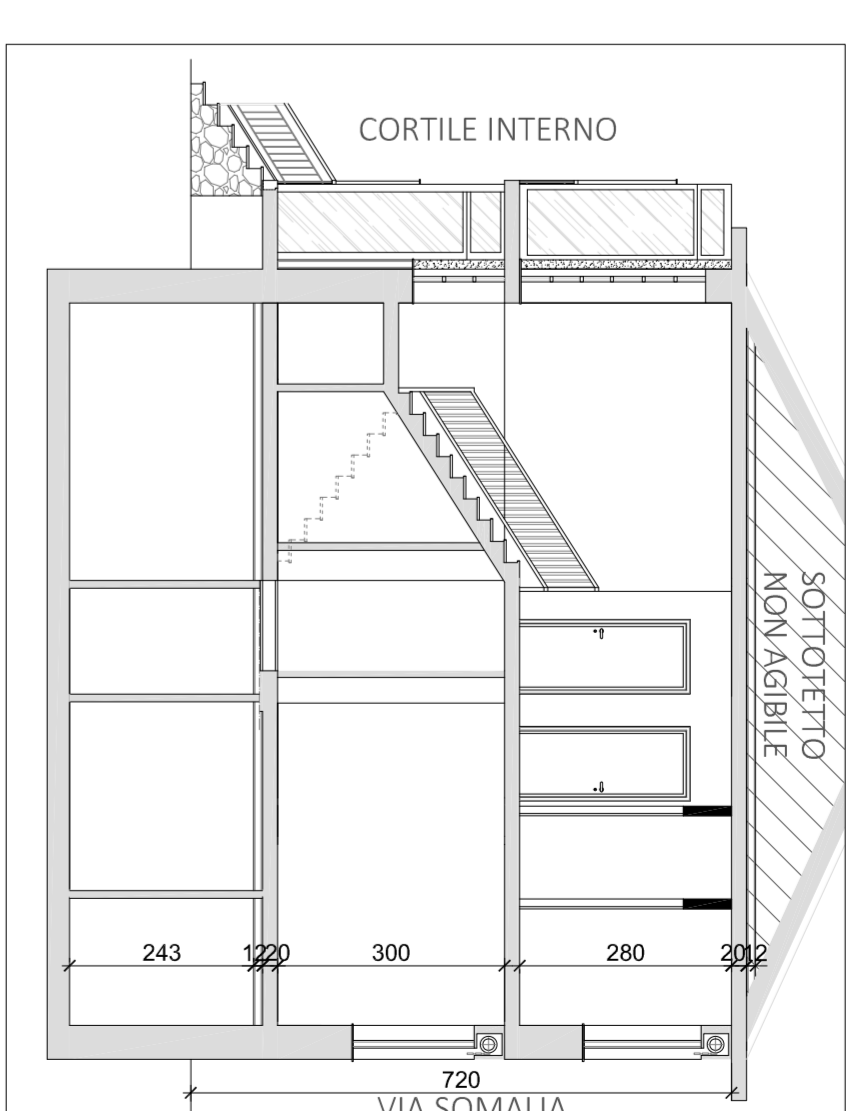 CORTILE INTERNO
SOTTOTETTO
NON AGIBILE
243 12 20 300 280 20 12
720
VIA SOMALIA